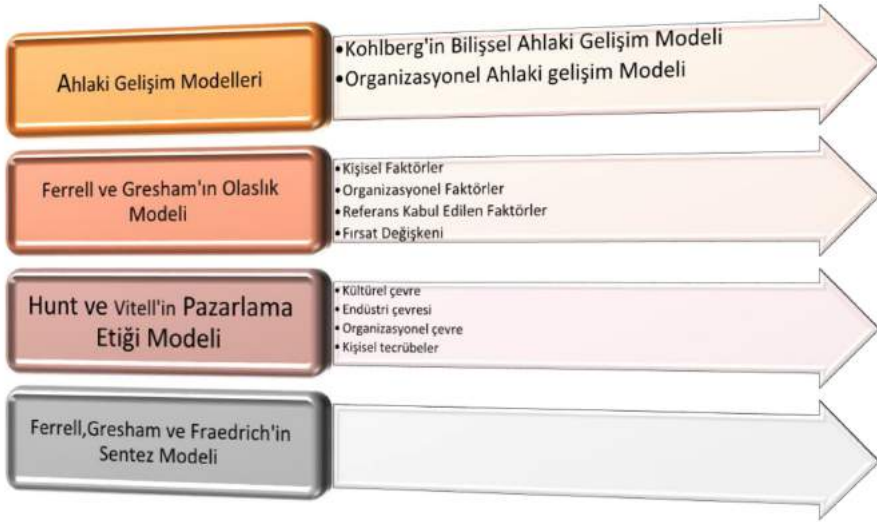 Ahlaki Gelişim Modelleri
•Kohlberg'in Bilişsel Ahlaki Gelişim Modeli
•Organizasyonel Ahlaki gelişim Modeli
Ferrell ve Gresham'ın Olaslık
Modeli
•Kişisel Faktörler
•Organizasyonel Faktörler
•Referans Kabul Edilen Faktörler
•Fırsat Değişkeni
Hunt ve Vitell'in Pazarlama
Etiği Modeli
•Kültürel çevre
•Endüstri çevresi
•Organizasyonel çevre
•Kişisel tecrübeler
Ferrell,Gresham ve Fraedrich'in
Sentez Modeli